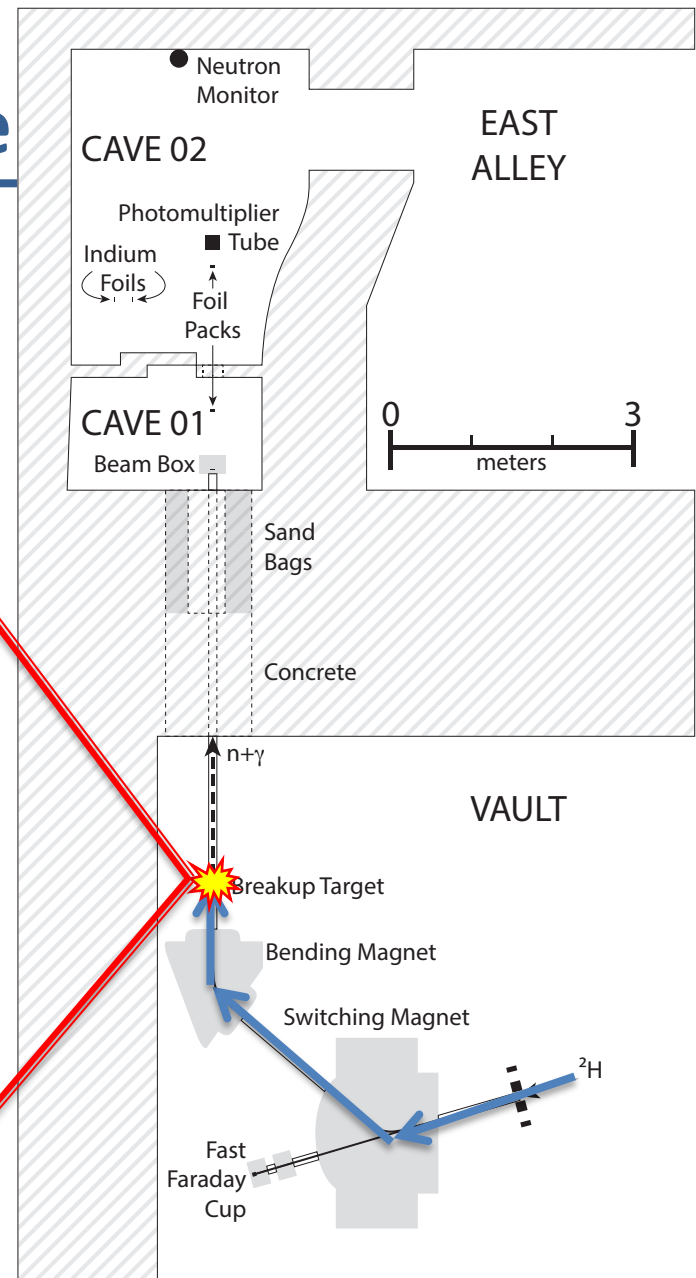 Neutron
Monitor
e
CAVE 02
EAST
ALLEY
Photomultiplier
Tube
Indium
Foils
Foil
Packs
CAVE 01
0
3
meters
Beam Box
Sand
Bags
Concrete
n+γ
VAULT
Breakup Target
Bending Magnet
Switching Magnet
²H
Fast
Faraday
Cup